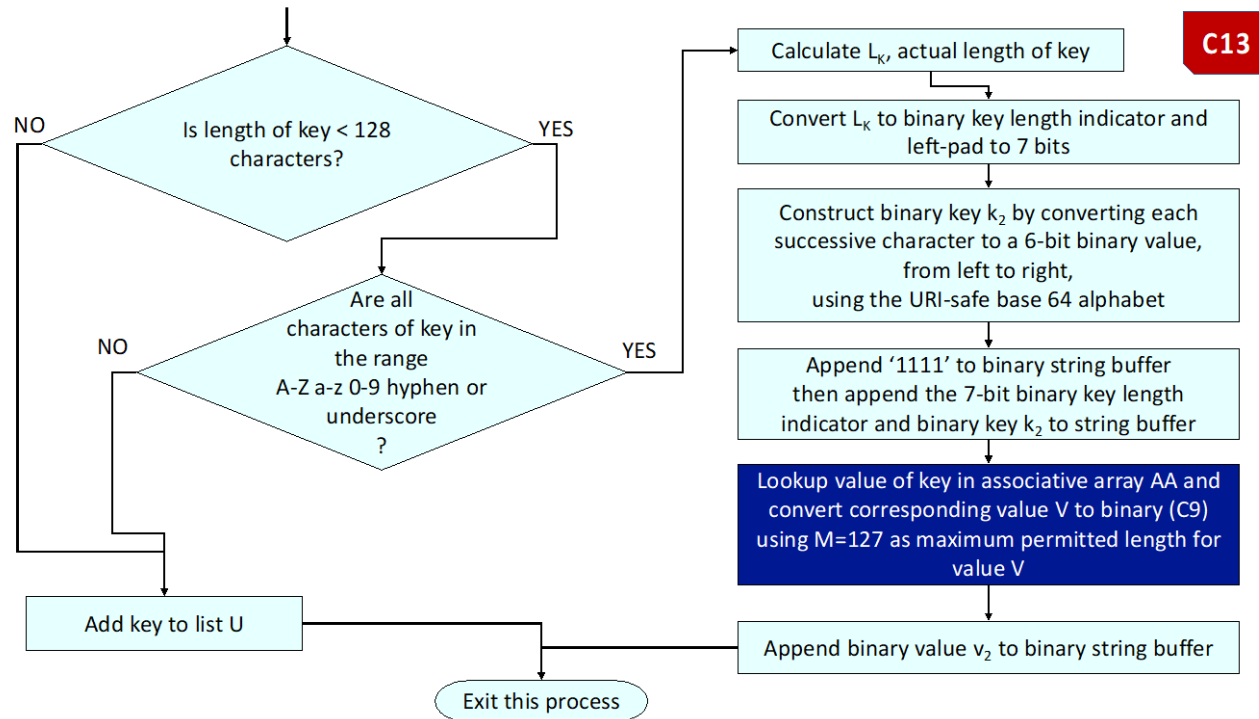 C13
Is length of key < 128
characters?
NO
YES
Are all
characters of key in
the range
A-Z a-z 0-9 hyphen or
underscore
?
NO
YES
Add key to list U
Calculate Lₖ, actual length of key
Convert Lₖ to binary key length indicator and
left-pad to 7 bits
Construct binary key k₂ by converting each
successive character to a 6-bit binary value,
from left to right,
using the URI-safe base 64 alphabet
Append ‘1111’ to binary string buffer
then append the 7-bit binary key length
indicator and binary key k₂ to string buffer
Lookup value of key in associative array AA and
convert corresponding value V to binary (C9)
using M=127 as maximum permitted length for
value V
Append binary value v₂ to binary string buffer
Exit this process